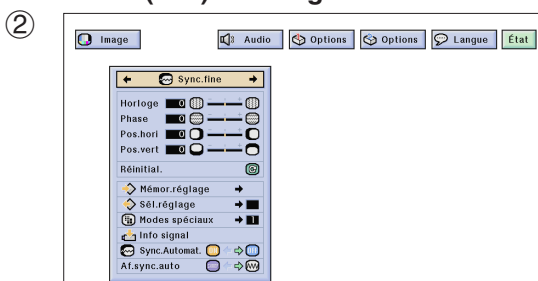 ②
Image Audio Options Options Langue État
Sync.fine
Horloge 0
Phase 0
Pos.hori 0
Pos.vert 0
Réinitial.
Mémor.réglage
Sél.réglage
Modes spéciaux 1
Info signal
Sync.Automat.
Af.sync.auto